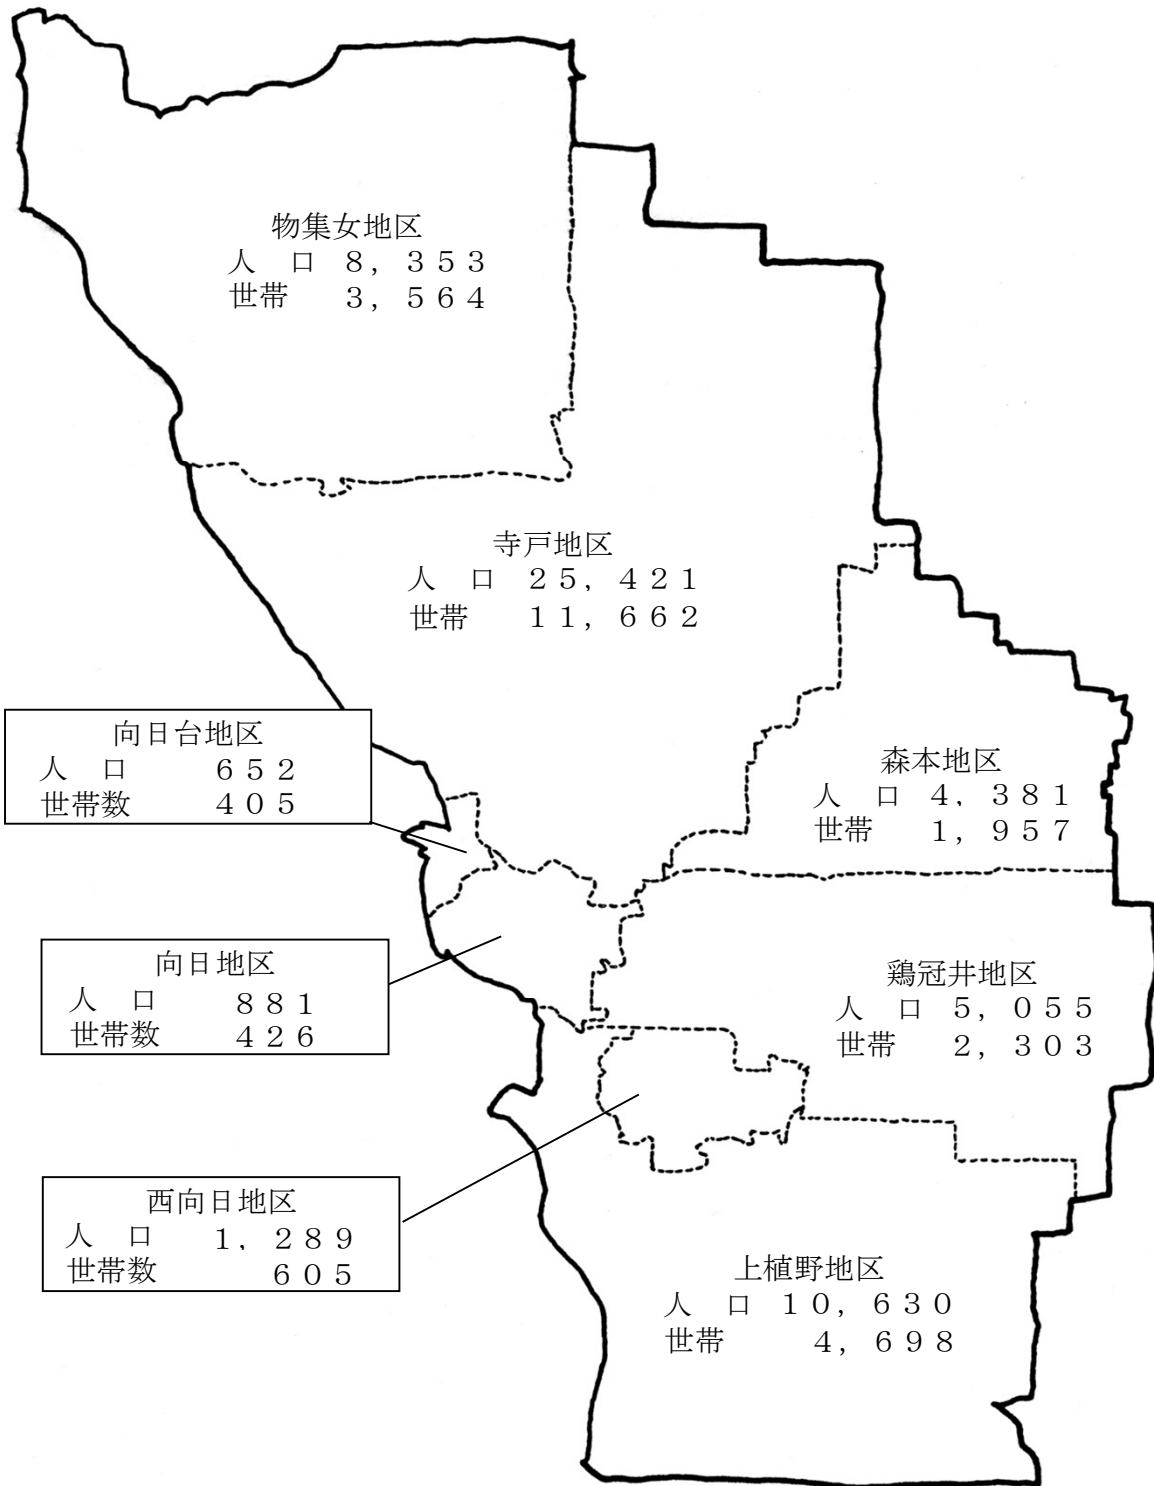 物集女地区
人　口 ８，３５３
世帯　 ３，５６４
寺戸地区
人　口 ２５，４２１
世帯　 １１，６６２
向日台地区
人　口　　６５２
世帯数　　４０５
森本地区
人　口 ４，３８１
世帯　 １，９５７
向日地区
人　口　　８８１
世帯数　　４２６
鶏冠井地区
人　口 ５，０５５
世帯　 ２，３０３
西向日地区
人　口　１，２８９
世帯数　　６０５
上植野地区
人　口 １０，６３０
世帯　　４，６９８